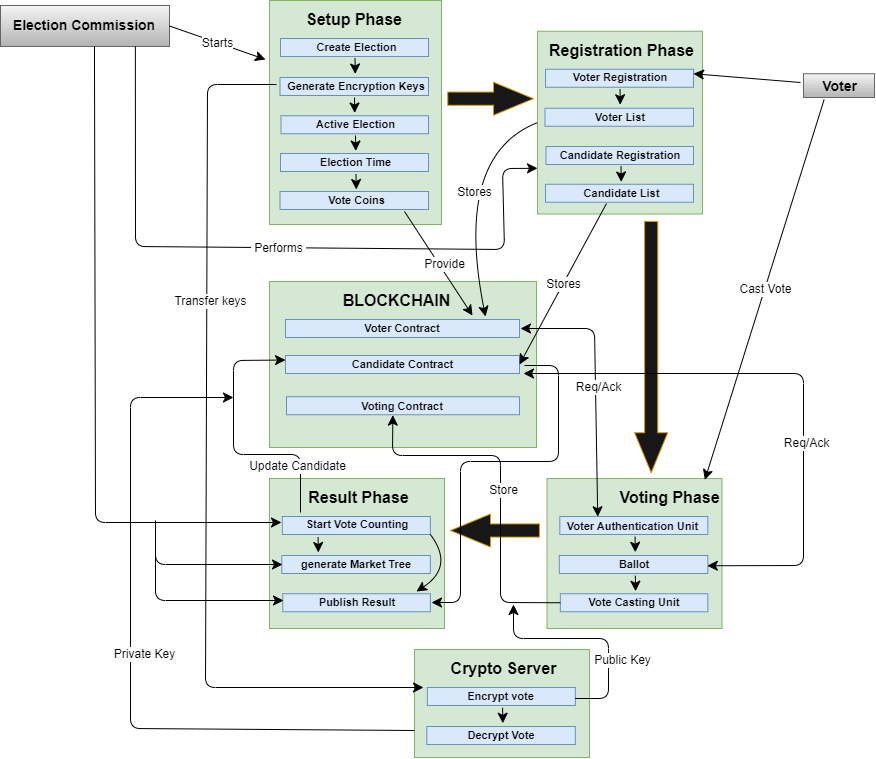 Election Commission
Starts
Setup Phase
Create Election
Generate Encryption Keys
Active Election
Election Time
Vote Coins
Registration Phase
Voter Registration
Voter List
Candidate Registration
Candidate List
Voter
Performs
Stores
Provide
Stores
Cast Vote
Transfer keys
BLOCKCHAIN
Voter Contract
Candidate Contract
Voting Contract
Req/Ack
Req/Ack
Update Candidate
Store
Result Phase
Start Vote Counting
generate Market Tree
Publish Result
Voting Phase
Voter Authentication Unit
Ballot
Vote Casting Unit
Private Key
Public Key
Crypto Server
Encrypt vote
Decrypt Vote